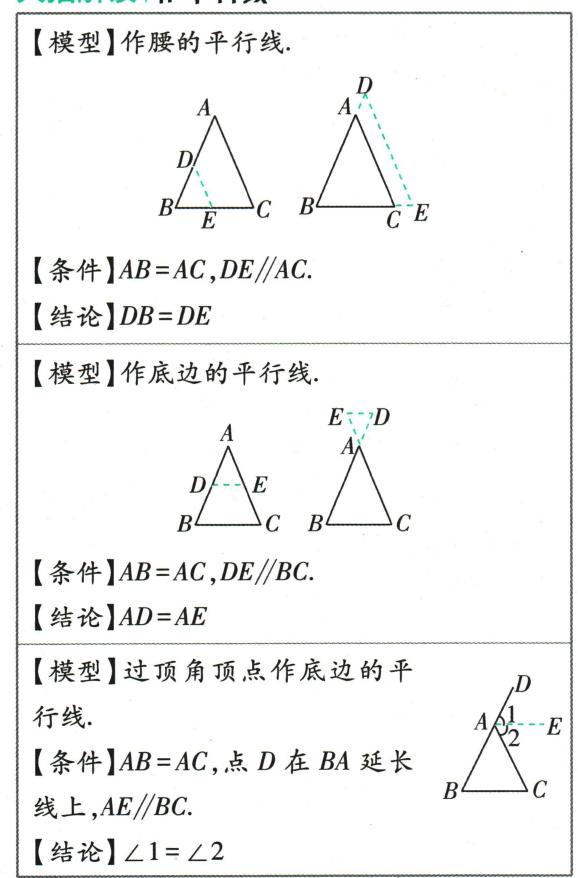 【模型】作腰的平行线.
A
D
B
E
C
D
A
B
C
E
【条件】AB=AC,DE∥AC.
【结论】DB=DE
【模型】作底边的平行线.
A
D
E
B
C
E
D
A
B
C
【条件】AB=AC,DE∥BC.
【结论】AD=AE
【模型】过顶角顶点作底边的平
行线.
【条件】AB=AC,点 D 在 BA 延长
线上,AE∥BC.
【结论】∠1=∠2
D
A
1
E
2
B
C